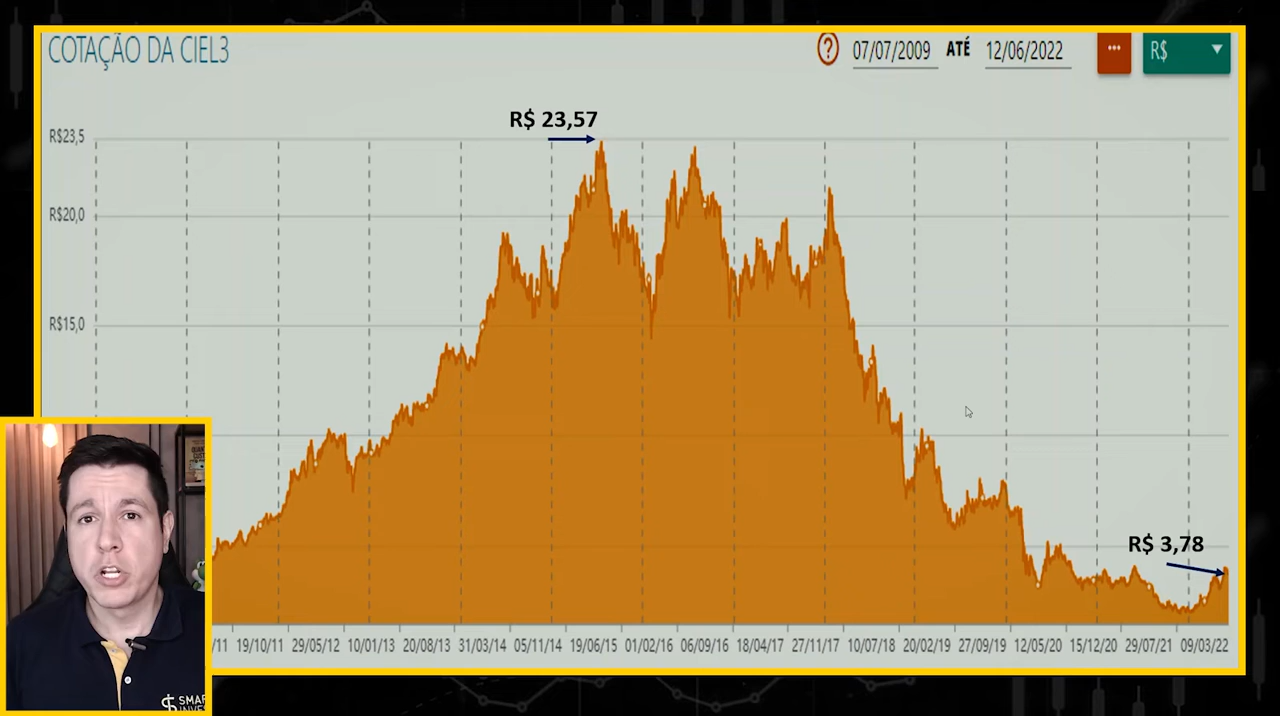 COTAÇÃO DA CIEL3
? 07/07/2009 ATÉ 12/06/2022 ... R$
R$ 23,57
R$23,5
R$20,0
R$15,0
R$ 3,78
/11 19/10/11 29/05/12 10/01/13 20/08/13 31/03/14 05/11/14 19/06/15 01/02/16 06/09/16 18/04/17 27/11/17 10/07/18 20/02/19 27/09/19 12/05/20 15/12/20 29/07/21 09/03/22
SMAR
INVES